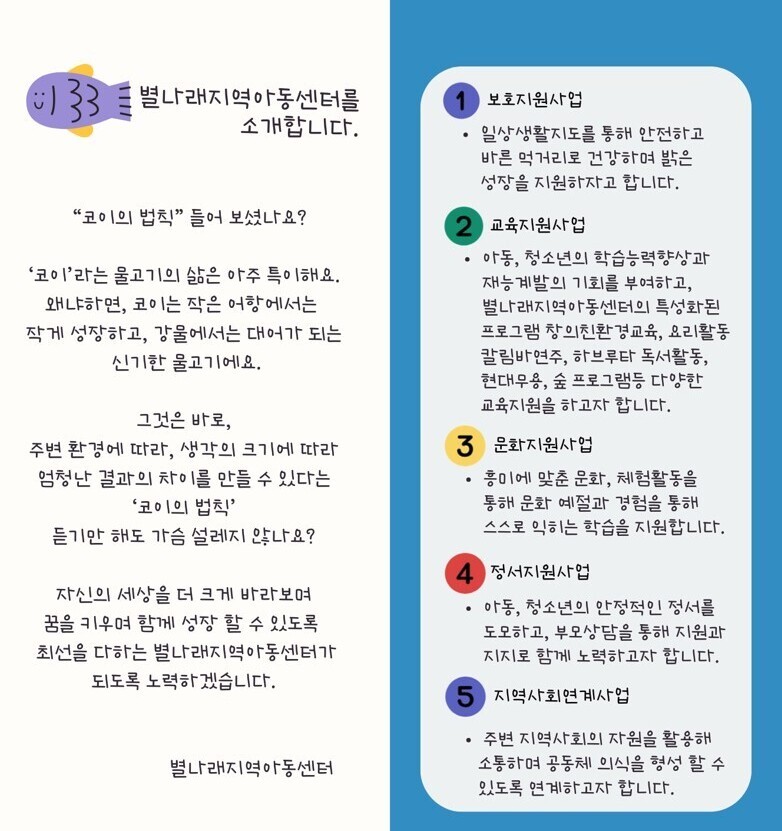 별나래지역아동센터를
소개합니다.
“코이의 법칙” 들어 보셨나요?
‘코이’라는 물고기의 삶은 아주 특이해요.
왜냐하면, 코이는 작은 어항에서는
작게 성장하고, 강물에서는 대어가 되는
신기한 물고기에요.
그것은 바로,
주변 환경에 따라, 생각의 크기에 따라
엄청난 결과의 차이를 만들 수 있다는
‘코이의 법칙’
듣기만 해도 가슴 설레지 않나요?
자신의 세상을 더 크게 바라보며
꿈을 키우며 함께 성장 할 수 있도록
최선을 다하는 별나래지역아동센터가
되도록 노력하겠습니다.
별나래지역아동센터
1 보호지원사업
• 일상생활지도를 통해 안전하고
바른 먹거리로 건강하며 밝은
성장을 지원하자고 합니다.
2 교육지원사업
• 아동, 청소년의 학습능력향상과
재능계발의 기회를 부여하고,
별나래지역아동센터의 특성화된
프로그램 창의친환경교육, 요리활동
칼림바연주, 하브루타 독서활동,
현대무용, 숲 프로그램등 다양한
교육지원을 하고자 합니다.
3 문화지원사업
• 흥미에 맞춘 문화, 체험활동을
통해 문화 예절과 경험을 통해
스스로 익히는 학습을 지원합니다.
4 정서지원사업
• 아동, 청소년의 안정적인 정서를
도모하고, 부모상담을 통해 지원과
지지로 함께 노력하고자 합니다.
5 지역사회연계사업
• 주변 지역사회의 자원을 활용해
소통하며 공동체 의식을 형성 할 수
있도록 연계하고자 합니다.